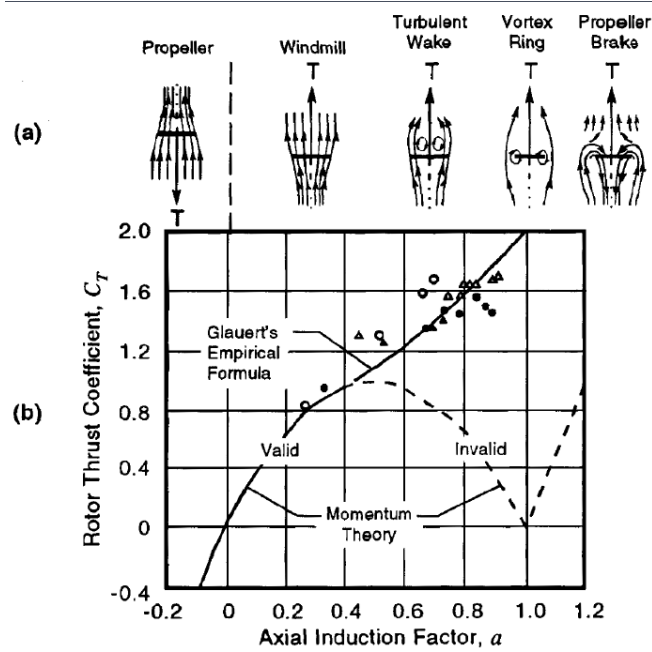 Propeller
Windmill
Turbulent
Wake
Vortex
Ring
Propeller
Brake
T
T
T
T
(a)
T
2.0
1.6
1.2
0.8
0.4
0
-0.4
Rotor Thrust Coefficient, C_T
(b)
Glauert's
Empirical
Formula
Valid
Invalid
Momentum
Theory
-0.2
0
0.2
0.4
0.6
0.8
1.0
1.2
Axial Induction Factor, a